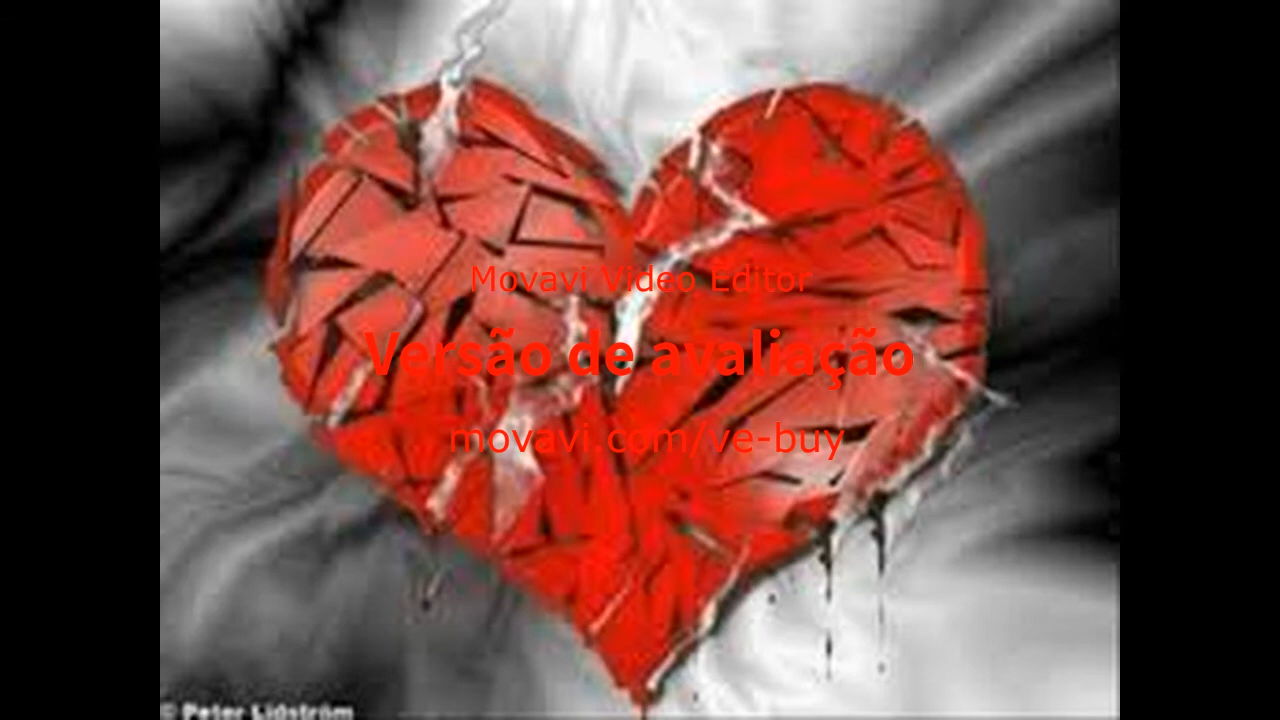 Movavi Video Editor
Versão de avaliação
movavi.com/ve-buy
© Peter Lidström